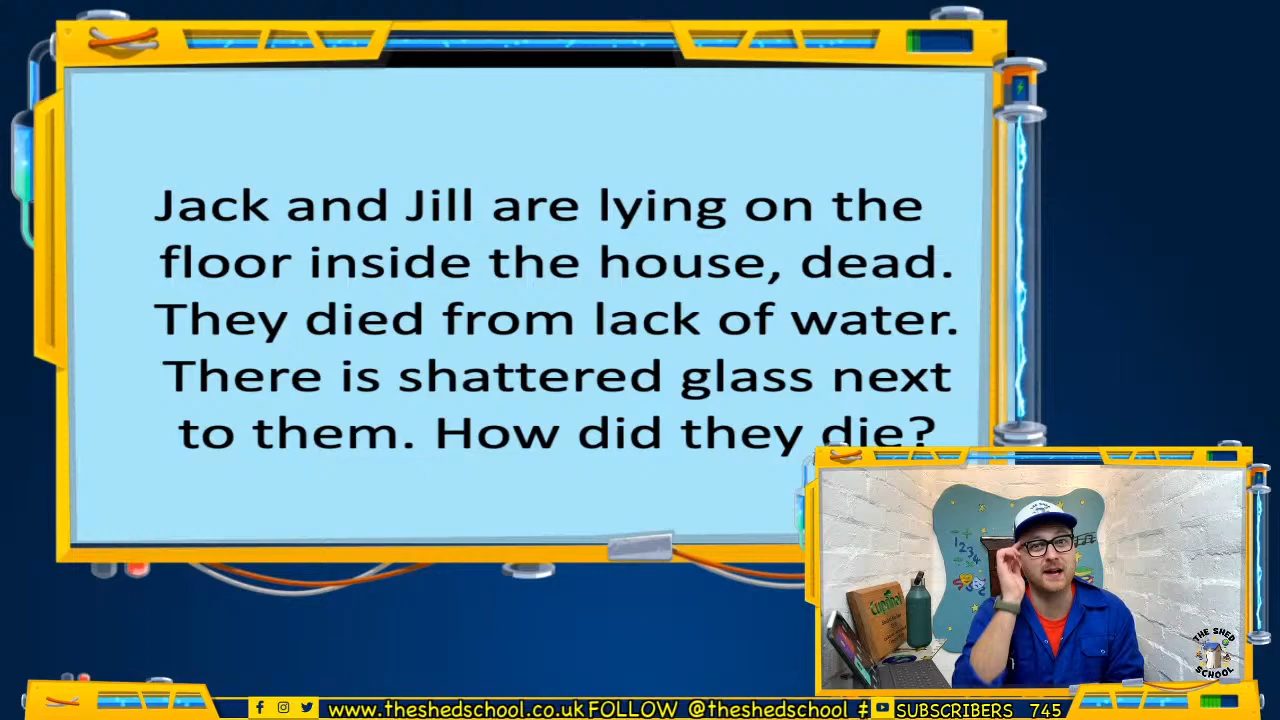 Jack and Jill are lying on the
floor inside the house, dead.
They died from lack of water.
There is shattered glass next
to them. How did they die?
1234
THE SHED
SCHOOL
www.theshedschool.co.uk FOLLOW @theshedschool SUBSCRIBERS 745